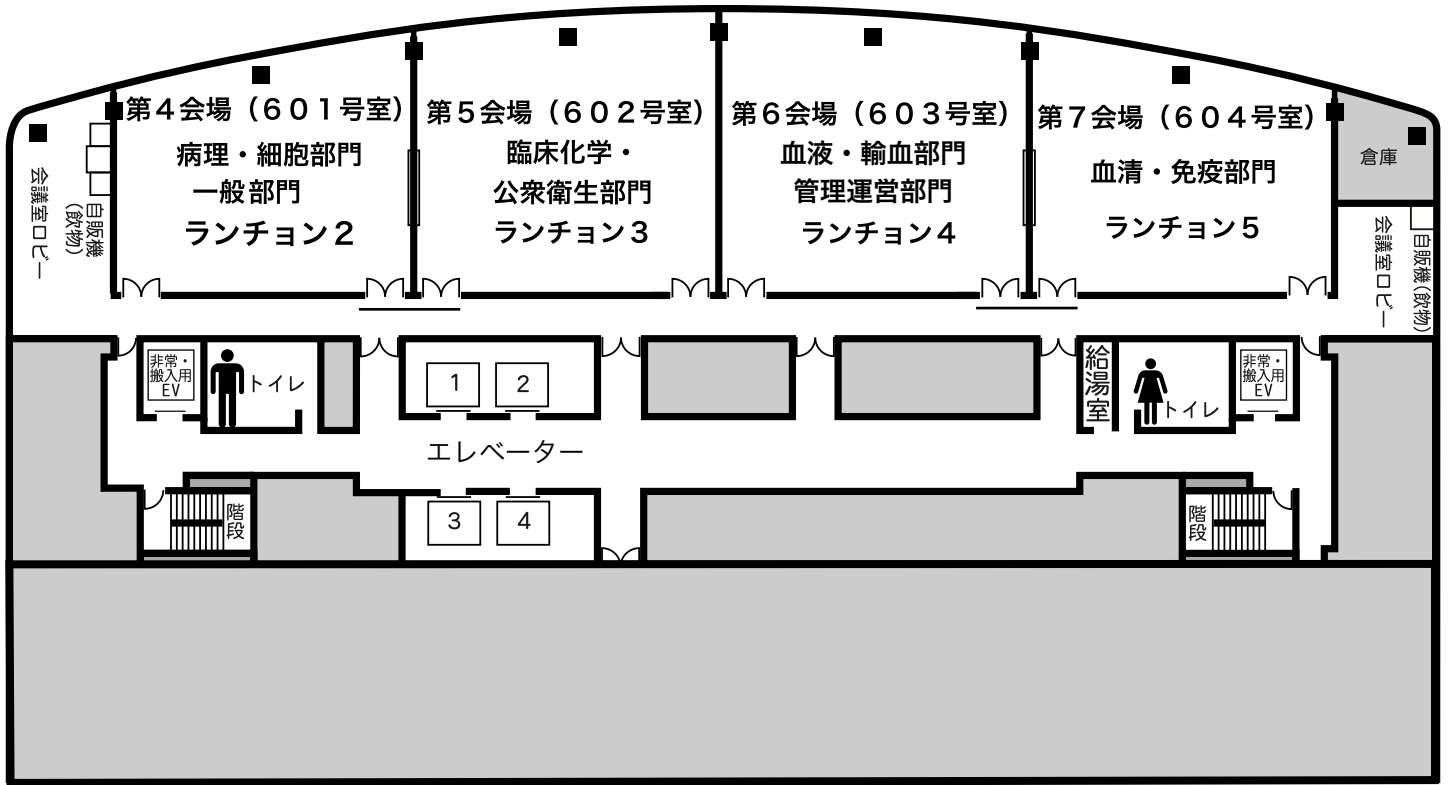 第４会場（６０１号室）
病理・細胞部門
一般部門
ランチョン２
第５会場（６０２号室）
臨床化学・
公衆衛生部門
ランチョン３
第６会場（６０３号室）
血液・輸血部門
管理運営部門
ランチョン４
第７会場（６０４号室）
血清・免疫部門
ランチョン５
倉庫
会議室ロビー
自販機
（飲物）
会議室ロビー
自販機（飲物）
非常・
搬入用
EV
トイレ
1
2
給湯室
トイレ
非常・
搬入用
EV
エレベーター
階段
3
4
階段